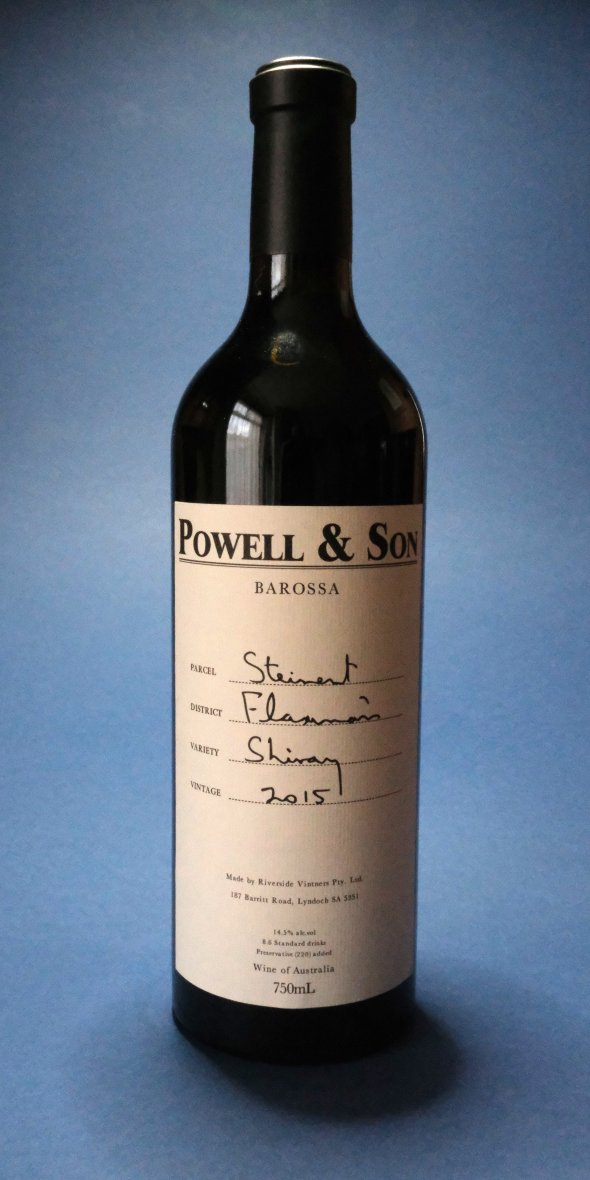 POWELL & SON
BAROSSA
PARCEL Steinert
DISTRICT Flaxman's
VARIETY Shiraz
VINTAGE 2015
Made by Riverside Vintners Pty. Ltd.
187 Barritt Road, Lyndoch SA 5351
14.5% alc.vol
8.6 Standard drinks
Preservative (220) added
Wine of Australia
750mL